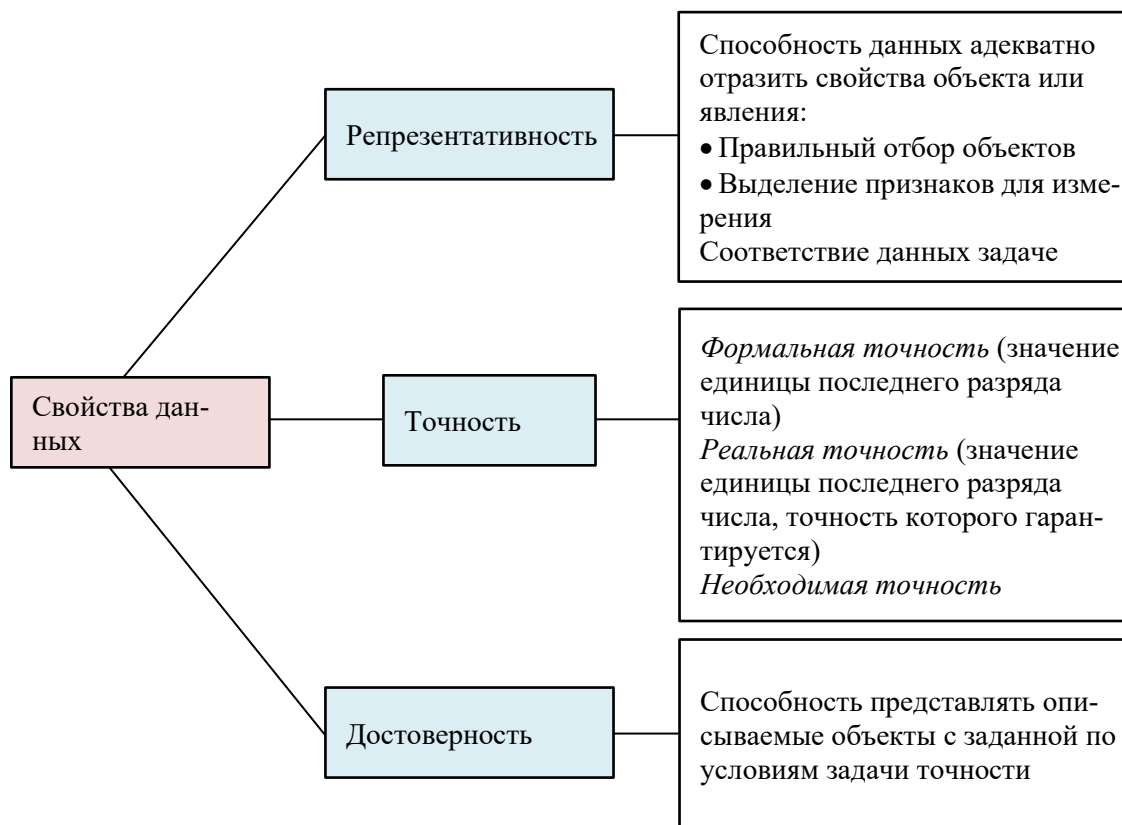 Способность данных адекватно
отразить свойства объекта или
явления:
• Правильный отбор объектов
• Выделение признаков для изме-
рения
Соответствие данных задаче
Репрезентативность
Формальная точность (значение
единицы последнего разряда
числа)
Реальная точность (значение
единицы последнего разряда
числа, точность которого гаран-
тируется)
Необходимая точность
Свойства дан-
ных
Точность
Достоверность
Способность представлять опи-
сываемые объекты с заданной по
условиям задачи точности